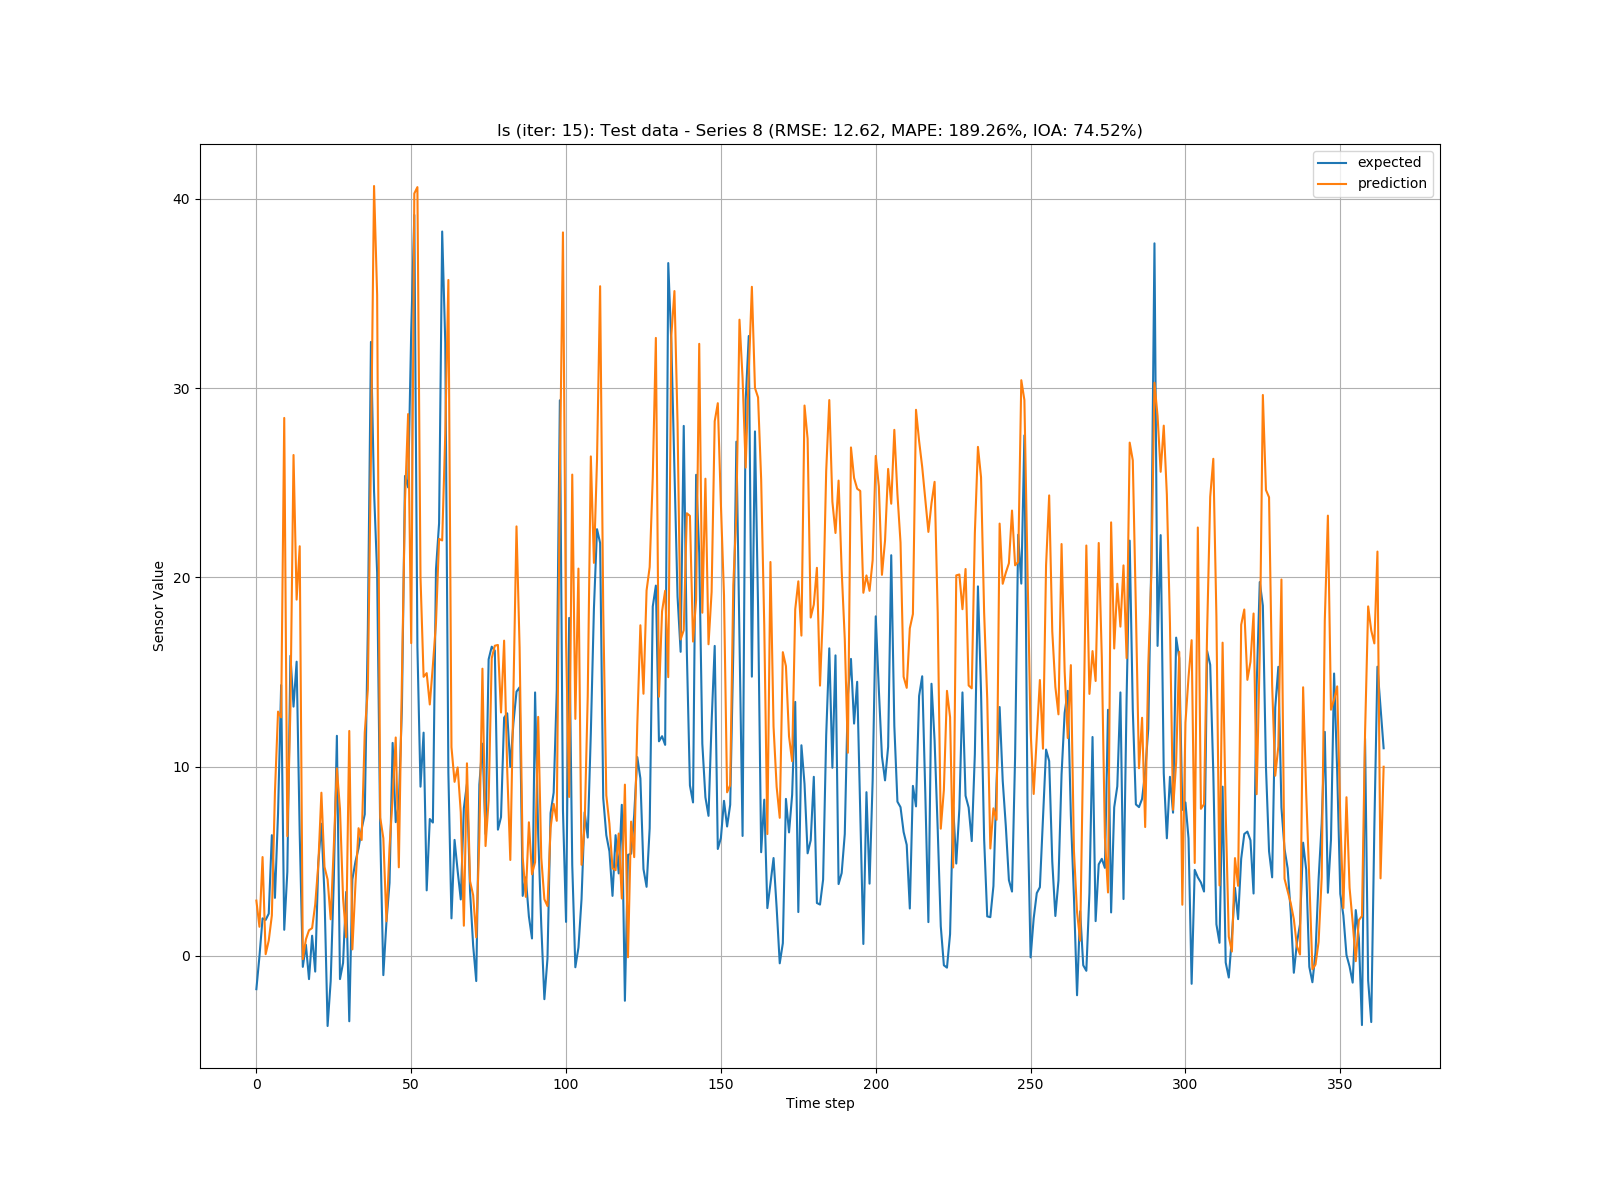 ls (iter: 15): Test data - Series 8 (RMSE: 12.62, MAPE: 189.26%, IOA: 74.52%)
expected
prediction
Sensor Value
40
30
20
10
0
0 50 100 150 200 250 300 350
Time step